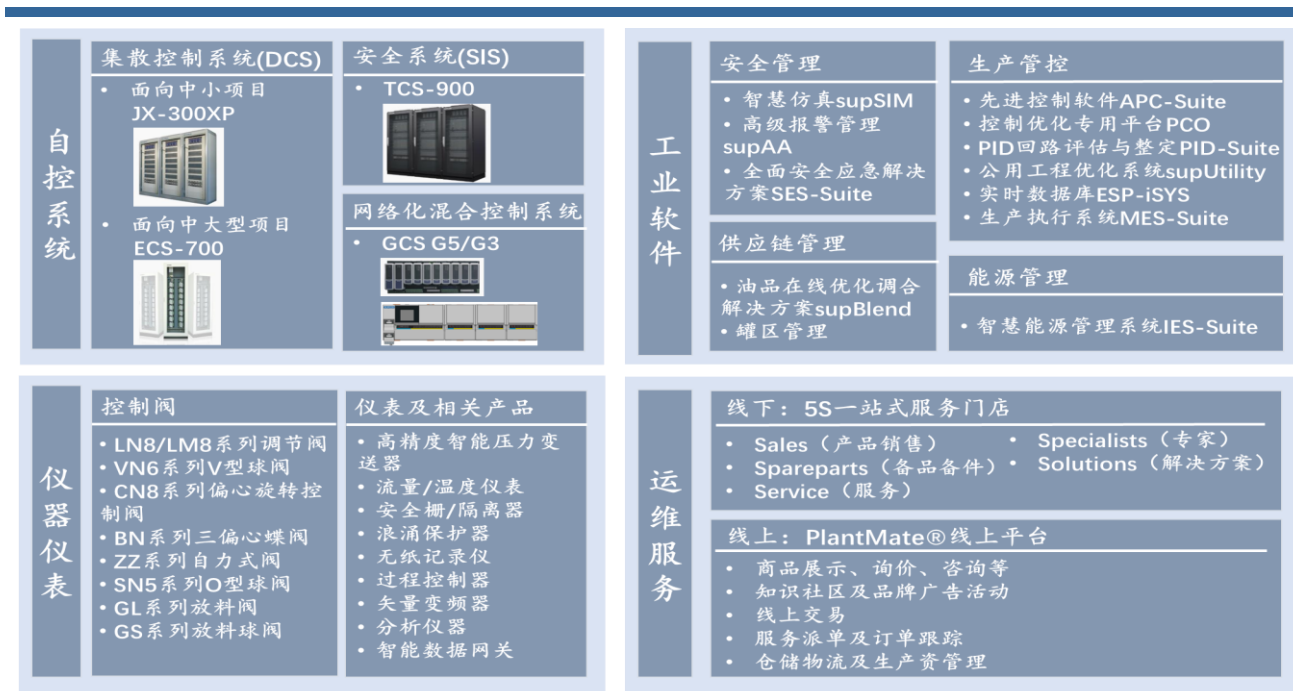 自控系统
集散控制系统(DCS)
• 面向中小项目
JX-300XP
• 面向中大型项目
ECS-700
安全系统(SIS)
• TCS-900
网络化混合控制系统
• GCS G5/G3
工业软件
安全管理
• 智慧仿真supSIM
• 高级报警管理
supAA
• 全面安全应急解决
方案SES-Suite
供应链管理
• 油品在线优化调合
解决方案supBlend
• 罐区管理
生产管控
• 先进控制软件APC-Suite
• 控制优化专用平台PCO
• PID回路评估与整定PID-Suite
• 公用工程优化系统supUtility
• 实时数据库ESP-iSYS
• 生产执行系统MES-Suite
能源管理
• 智慧能源管理系统IES-Suite
仪器仪表
控制阀
• LN8/LM8系列调节阀
• VN6系列V型球阀
• CN8系列偏心旋转控
制阀
• BN系列三偏心蝶阀
• ZZ系列自力式阀
• SN5系列O型球阀
• GL系列放料阀
• GS系列放料球阀
仪表及相关产品
• 高精度智能压力变
送器
• 流量/温度仪表
• 安全栅/隔离器
• 浪涌保护器
• 无纸记录仪
• 过程控制器
• 矢量变频器
• 分析仪器
• 智能数据网关
运维服务
线下：5S一站式服务门店
• Sales（产品销售）
• Spareparts（备品备件）
• Service（服务）
• Specialists（专家）
• Solutions（解决方案）
线上：PlantMate®线上平台
• 商品展示、询价、咨询等
• 知识社区及品牌广告活动
• 线上交易
• 服务派单及订单跟踪
• 仓储物流及生产资管理